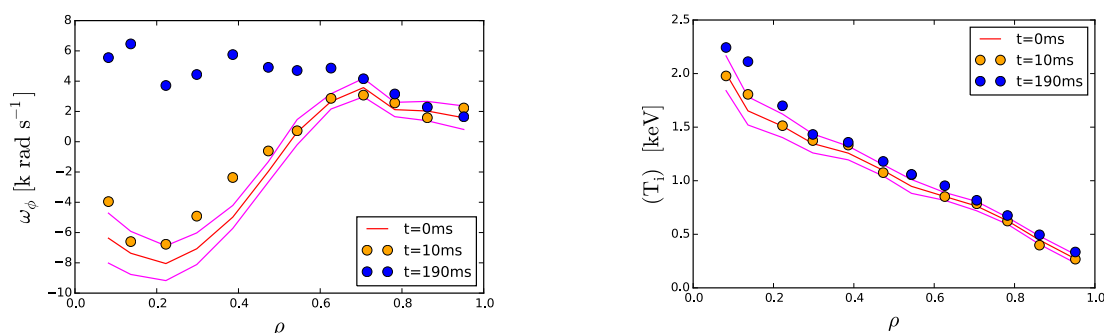 8
6
4
2
0
−2
−4
−6
−8
−10
ω_ϕ [k rad s⁻¹]
0.0 0.2 0.4 0.6 0.8 1.0
ρ
t=0ms
t=10ms
t=190ms
2.5
2.0
1.5
1.0
0.5
0.0
(T_i) [keV]
0.0 0.2 0.4 0.6 0.8 1.0
ρ
t=0ms
t=10ms
t=190ms